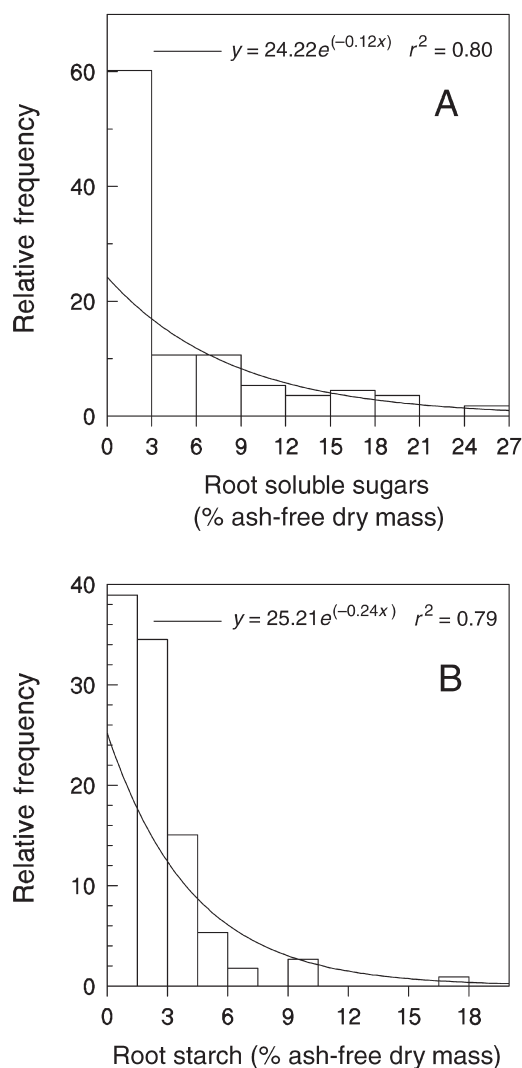 y = 24.22e^(−0.12x) r² = 0.80
A
60
40
20
0
Relative frequency
0 3 6 9 12 15 18 21 24 27
Root soluble sugars
(% ash-free dry mass)
y = 25.21e^(−0.24x) r² = 0.79
B
40
30
20
10
0
Relative frequency
0 3 6 9 12 15 18
Root starch (% ash-free dry mass)